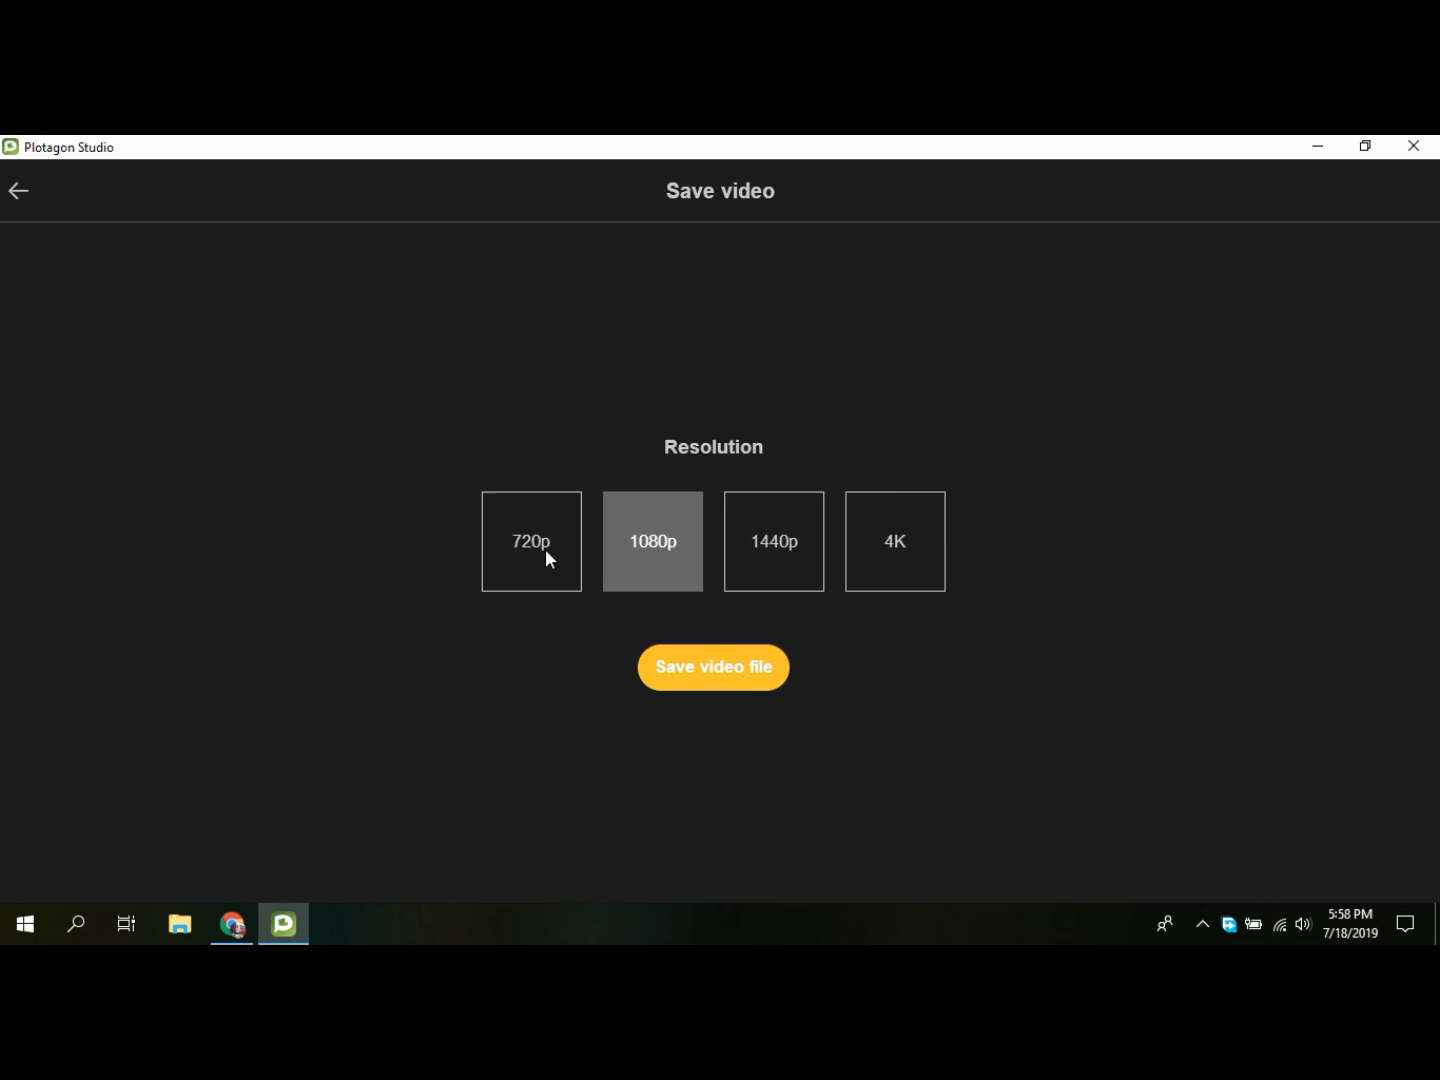 Plotagon Studio
Save video
Resolution
720p 1080p 1440p 4K
Save video file
5:58 PM
7/18/2019